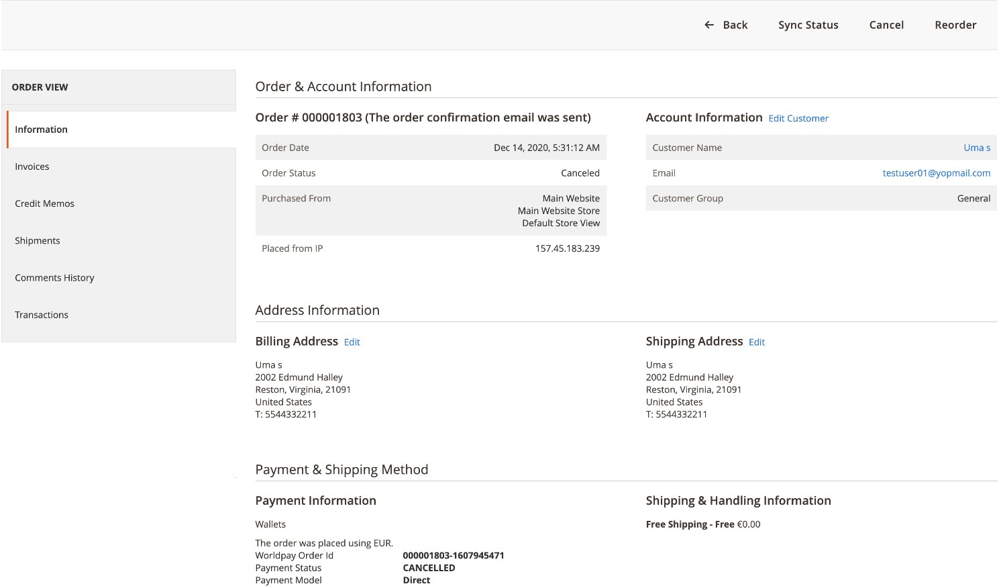 ← Back Sync Status Cancel Reorder
ORDER VIEW
Information
Invoices
Credit Memos
Shipments
Comments History
Transactions
Order & Account Information
Order # 000001803 (The order confirmation email was sent)
Order Date Dec 14, 2020, 5:31:12 AM
Order Status Canceled
Purchased From Main Website
Main Website Store
Default Store View
Placed from IP 157.45.183.239
Account Information Edit Customer
Customer Name Uma s
Email testuser01@yopmail.com
Customer Group General
Address Information
Billing Address Edit
Uma s
2002 Edmund Halley
Reston, Virginia, 21091
United States
T: 5544332211
Shipping Address Edit
Uma s
2002 Edmund Halley
Reston, Virginia, 21091
United States
T: 5544332211
Payment & Shipping Method
Payment Information
Wallets
The order was placed using EUR.
Worldpay Order Id 000001803-1607945471
Payment Status CANCELLED
Payment Model Direct
Shipping & Handling Information
Free Shipping - Free €0.00